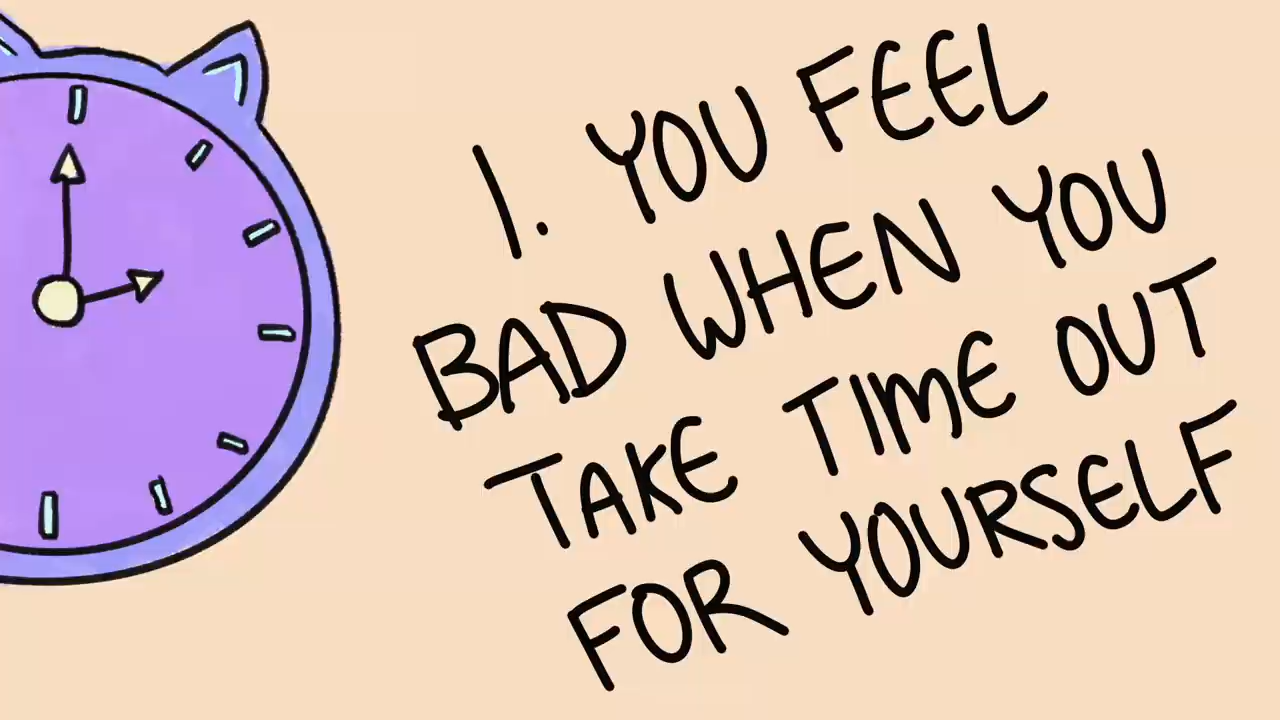 1. YOU FEEL
BAD WHEN YOU
TAKE TIME OUT
FOR YOURSELF